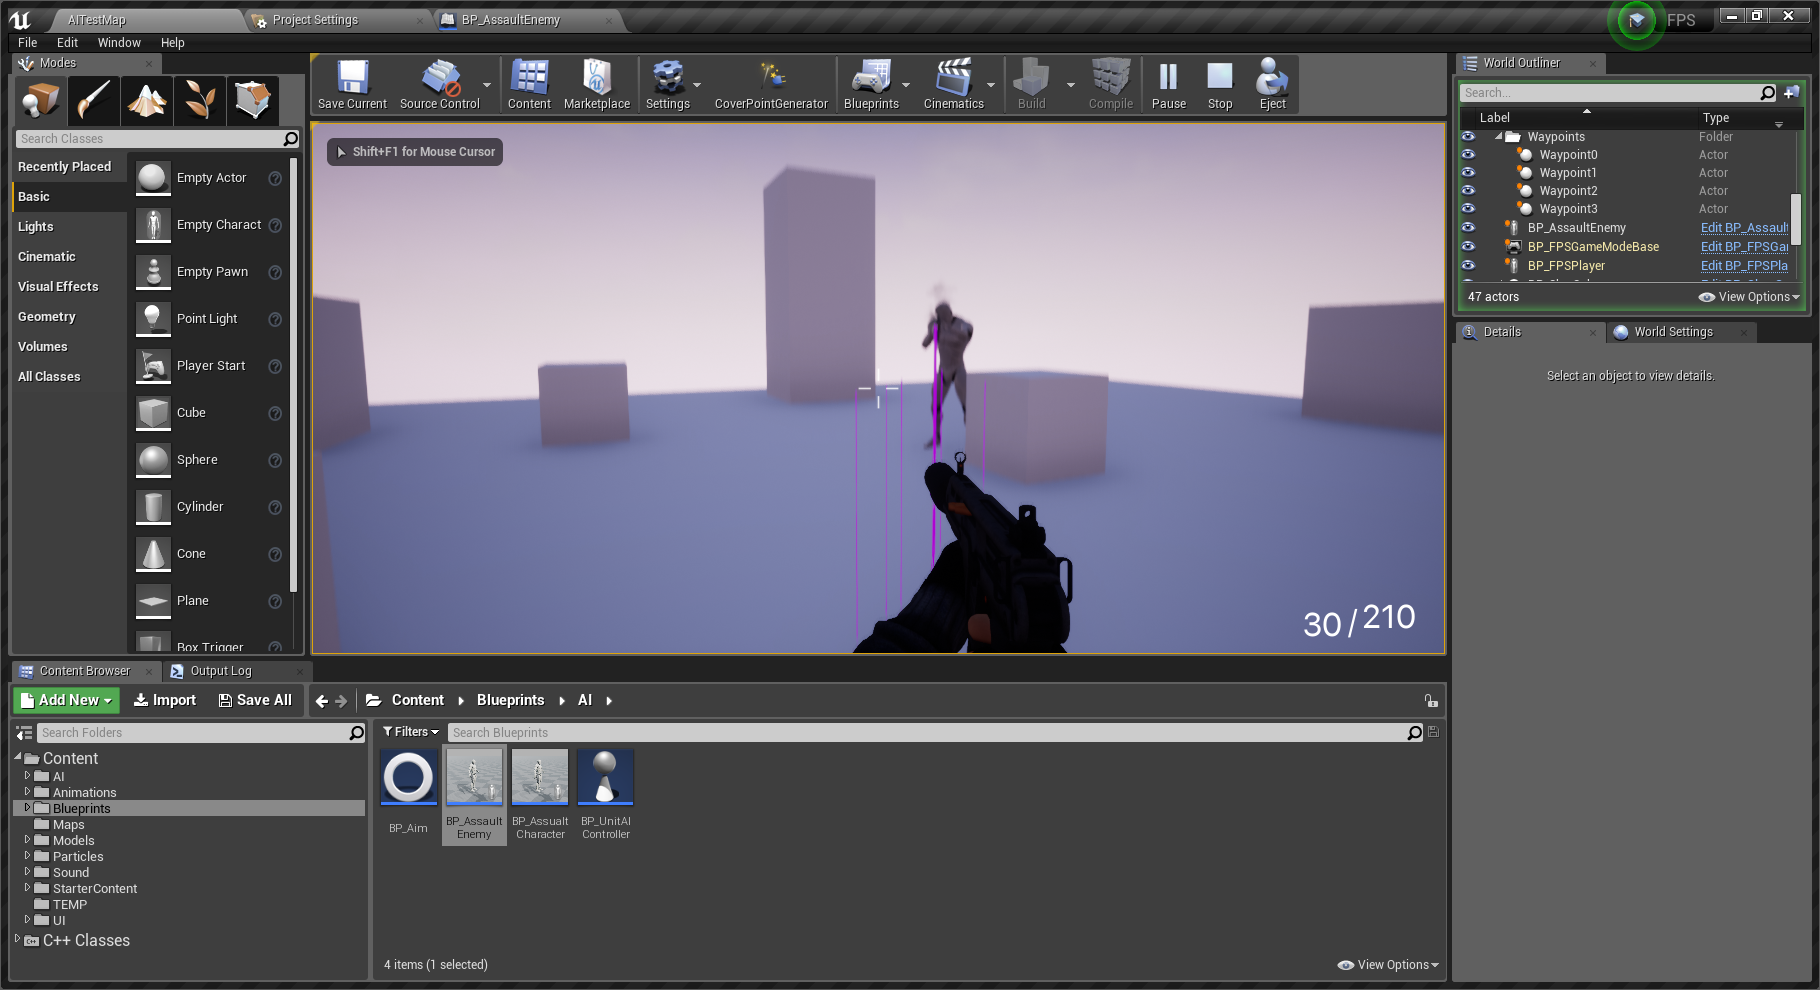 AITestMap
Project Settings
BP_AssaultEnemy
FPS
File Edit Window Help
Modes
Search Classes
Recently Placed
Basic
Lights
Cinematic
Visual Effects
Geometry
Volumes
All Classes
Empty Actor
Empty Charact
Empty Pawn
Point Light
Player Start
Cube
Sphere
Cylinder
Cone
Plane
Box Trigger
Save Current
Source Control
Content
Marketplace
Settings
CoverPointGenerator
Blueprints
Cinematics
Build
Compile
Pause
Stop
Eject
Shift+F1 for Mouse Cursor
30 / 210
World Outliner
Search...
Label Type
Waypoints Folder
Waypoint0 Actor
Waypoint1 Actor
Waypoint2 Actor
Waypoint3 Actor
BP_AssaultEnemy Edit BP_Assault
BP_FPSGameModeBase Edit BP_FPSGa
BP_FPSPlayer Edit BP_FPSPla
47 actors
View Options
Details
World Settings
Select an object to view details.
Content Browser
Output Log
Add New
Import
Save All
Content
Blueprints
AI
Search Folders
Content
AI
Animations
Blueprints
Maps
Models
Particles
Sound
StarterContent
TEMP
UI
C++ Classes
Filters
Search Blueprints
BP_Aim
BP_Assault
Enemy
BP_Assualt
Character
BP_UnitAI
Controller
4 items (1 selected)
View Options